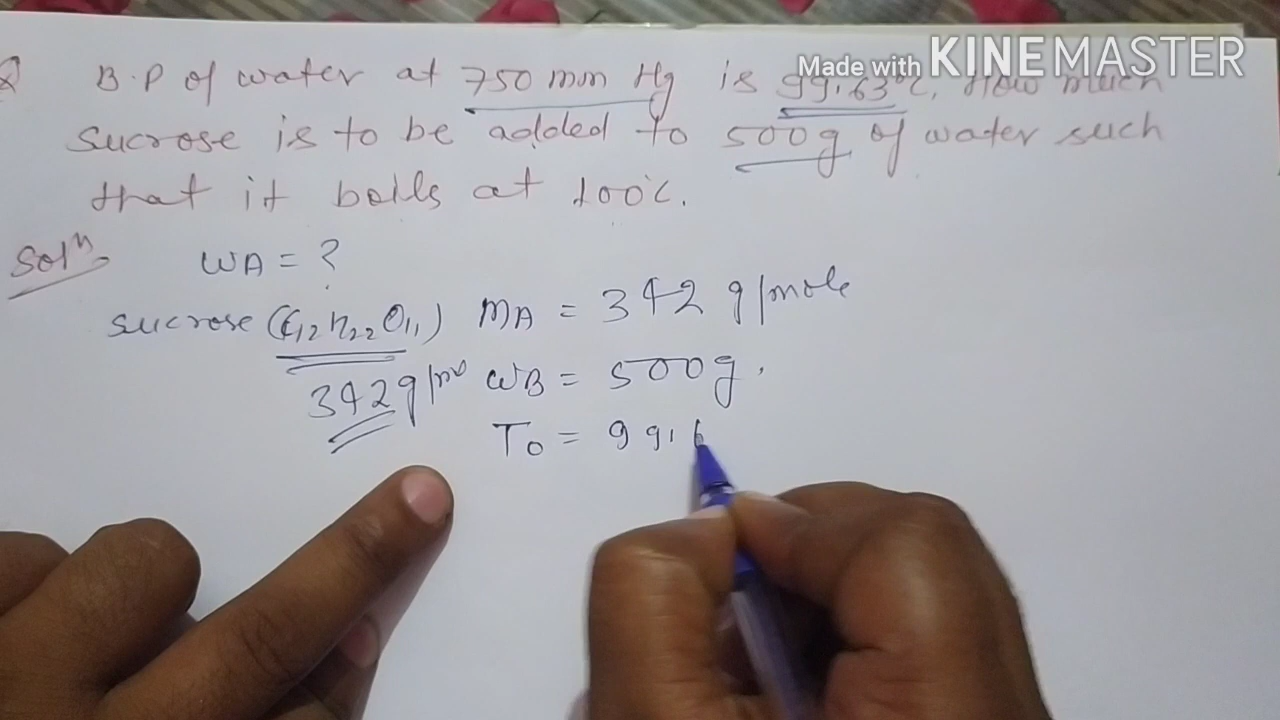 Q B.P of water at 750 mm Hg is 99.63°C. How much
sucrose is to be added to 500g of water such
that it boils at 100°C.
Soln WA = ?
sucrose (C12H22O11) MA = 342 g/mole
342g/mo WB = 500g.
To = 99.6
Made with KINEMASTER